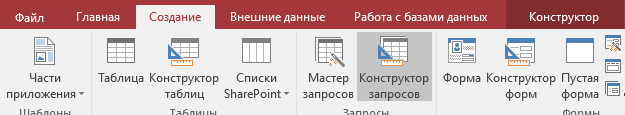 Файл Главная Создание Внешние данные Работа с базами данных Конструктор
Части приложения
Таблица
Конструктор таблиц
Списки SharePoint
Мастер запросов
Конструктор запросов
Форма
Конструктор форм
Пустая форма
Шаблоны Таблицы Запросы Формы